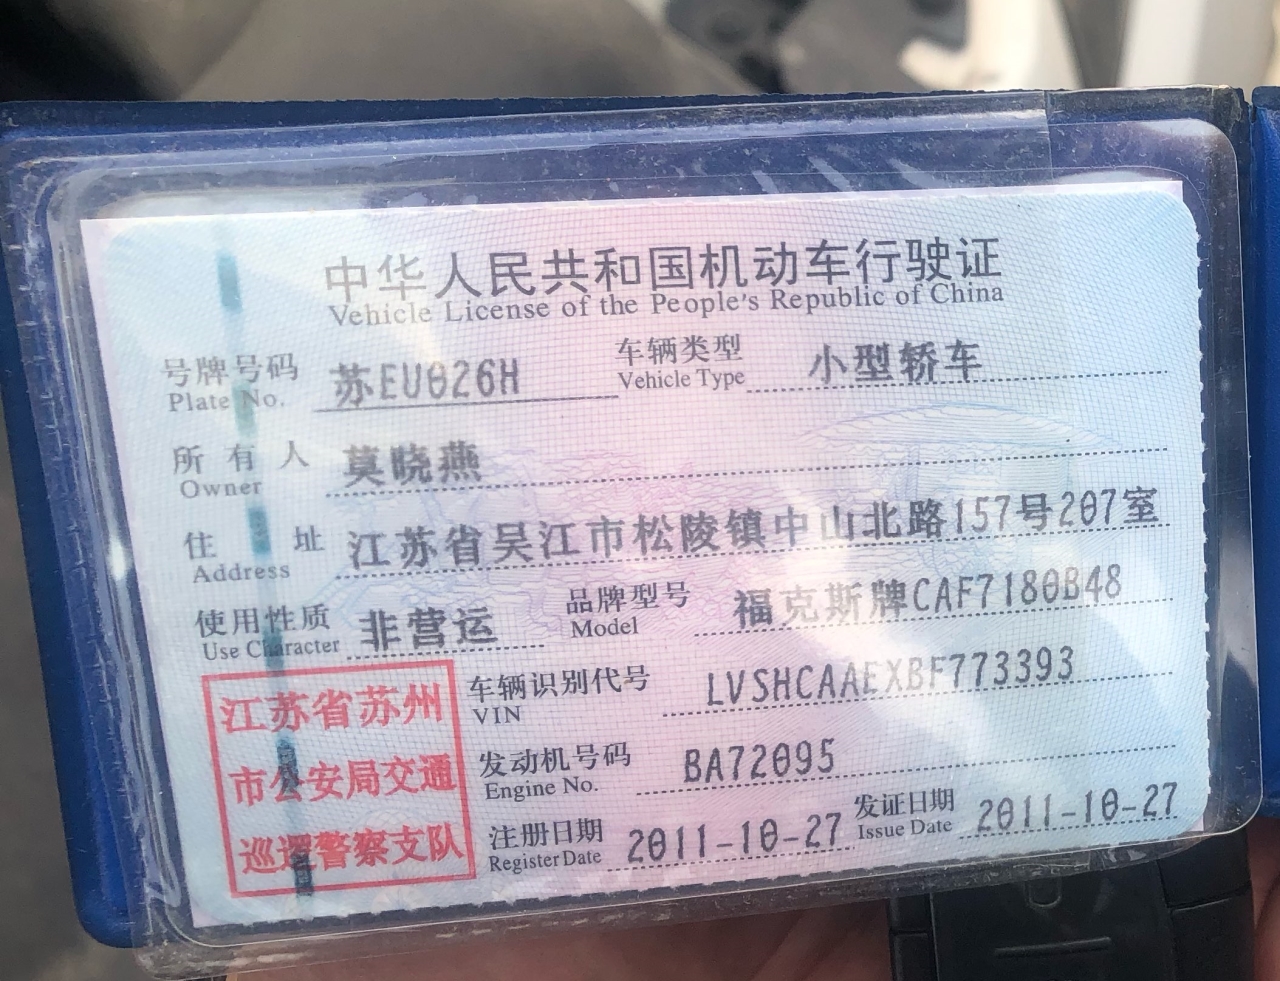 中华人民共和国机动车行驶证
Vehicle License of the People's Republic of China
号牌号码 苏EU026H 车辆类型 小型轿车
Plate No. Vehicle Type
所有人 莫晓燕
Owner
住址 江苏省吴江市松陵镇中山北路157号207室
Address
使用性质 非营运 品牌型号 福克斯牌CAF7180B48
Use Character Model
江苏省苏州
市公安局交通
巡逻警察支队
车辆识别代号 LVSHCAAEXBF773393
VIN
发动机号码 BA72095
Engine No.
注册日期 2011-10-27 发证日期 2011-10-27
Register Date Issue Date